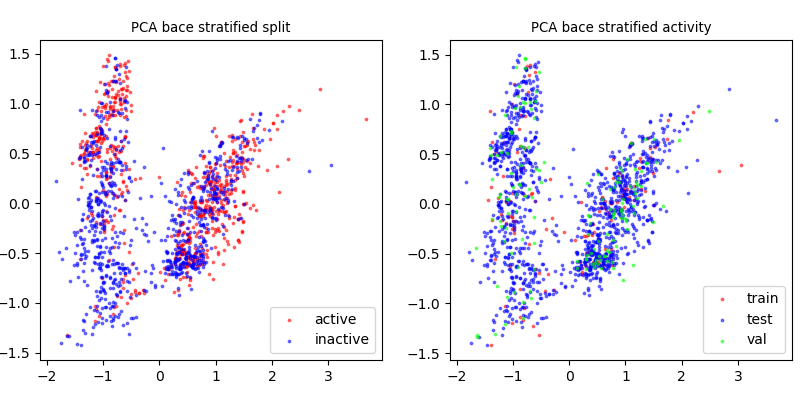 PCA bace stratified split
1.5
1.0
0.5
0.0
−0.5
−1.0
−1.5
−2 −1 0 1 2 3
active
inactive
PCA bace stratified activity
1.5
1.0
0.5
0.0
−0.5
−1.0
−1.5
−2 −1 0 1 2 3
train
test
val